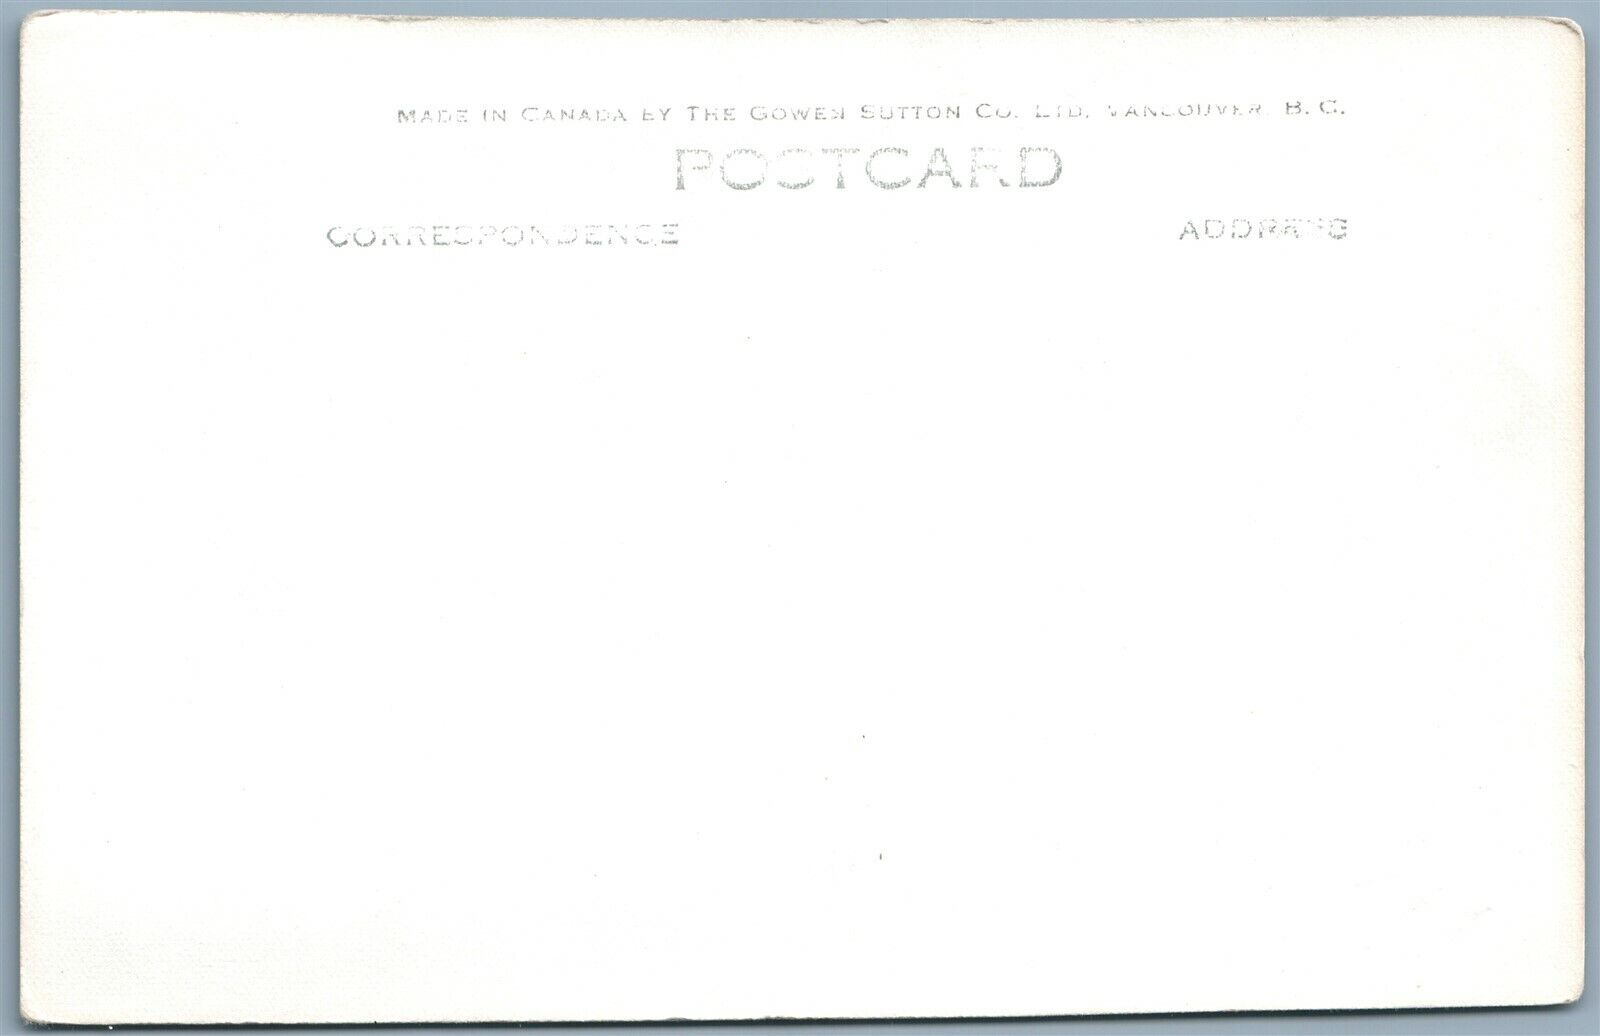 MADE IN CANADA BY THE GOWEN SUTTON CO. LTD. VANCOUVER. B. C.
POSTCARD
CORRESPONDENCE
ADDRESS